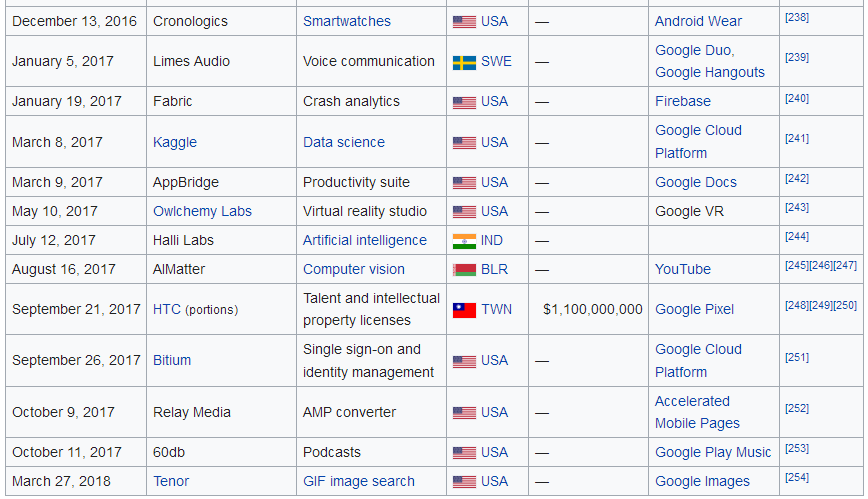 December 13, 2016 Cronologics Smartwatches USA — Android Wear [238]
January 5, 2017 Limes Audio Voice communication SWE — Google Duo,
Google Hangouts [239]
January 19, 2017 Fabric Crash analytics USA — Firebase [240]
March 8, 2017 Kaggle Data science USA — Google Cloud
Platform [241]
March 9, 2017 AppBridge Productivity suite USA — Google Docs [242]
May 10, 2017 Owlchemy Labs Virtual reality studio USA — Google VR [243]
July 12, 2017 Halli Labs Artificial intelligence IND — [244]
August 16, 2017 AIMatter Computer vision BLR — YouTube [245][246][247]
September 21, 2017 HTC (portions) Talent and intellectual
property licenses TWN $1,100,000,000 Google Pixel [248][249][250]
September 26, 2017 Bitium Single sign-on and
identity management USA — Google Cloud
Platform [251]
October 9, 2017 Relay Media AMP converter USA — Accelerated
Mobile Pages [252]
October 11, 2017 60db Podcasts USA — Google Play Music [253]
March 27, 2018 Tenor GIF image search USA — Google Images [254]